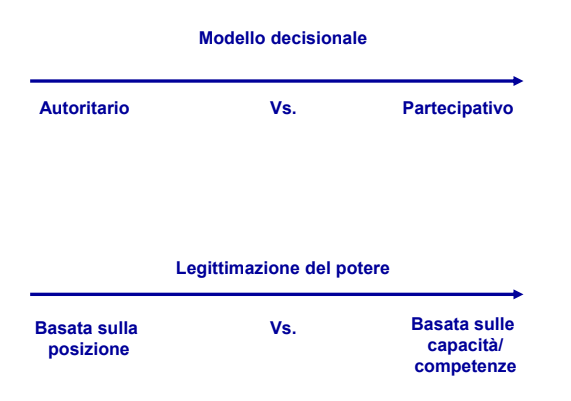 Modello decisionale
Autoritario Vs. Partecipativo
Legittimazione del potere
Basata sulla posizione Vs. Basata sulle capacità/ competenze